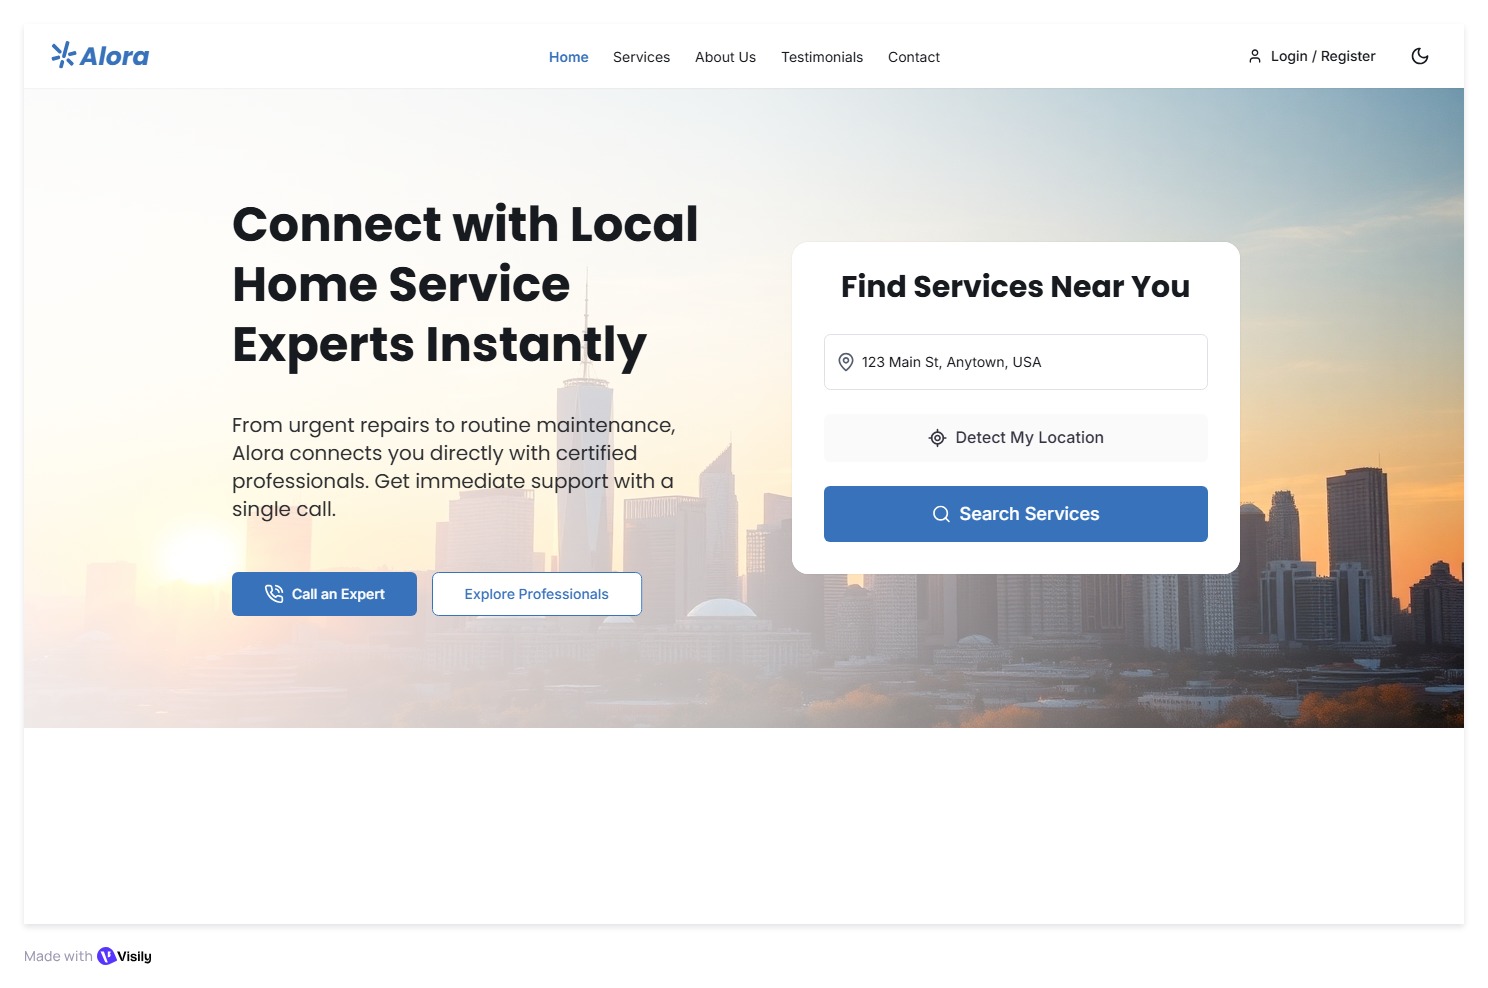 Alora
Home Services About Us Testimonials Contact
Login / Register
Connect with Local
Home Service
Experts Instantly
From urgent repairs to routine maintenance,
Alora connects you directly with certified
professionals. Get immediate support with a
single call.
Call an Expert
Explore Professionals
Find Services Near You
123 Main St, Anytown, USA
Detect My Location
Search Services
Made with Visily